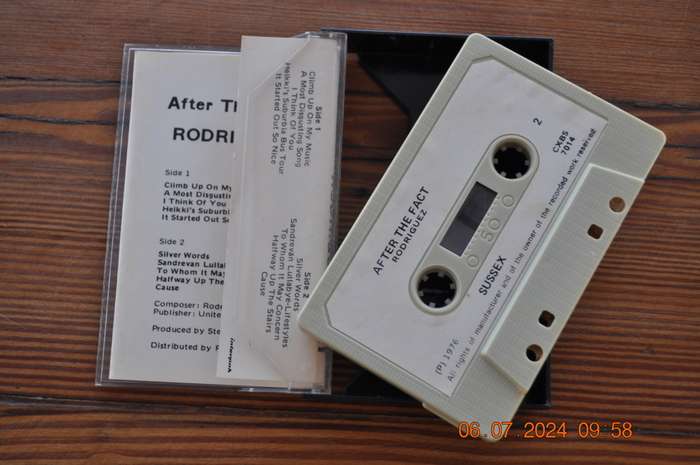 After T
RODRI
Side 1
Climb Up On My
A Most Disgusti
I Think Of You
Heikki's Suburbi
It Started Out So
Side 2
Silver Words
Sandrevan Lulla
To Whom It May
Halfway Up The
Cause
Composer: Rodr
Publisher: Unite
Produced by Ste
Distributed by
Side 1
Climb Up On My Music
A Most Disgusting Song
I Think Of You
Heikki's Suburbia Bus Tour
It Started Out So Nice
Side 2
Silver Words
Sandrevan Lullabye-Lifestyles
To Whom It May Concern
Halfway Up The Stairs
Cause
interpak
AFTER THE FACT
RODRIGUEZ
2
CXBS
7014
50
SUSSEX
(P) 1976
All rights of manufacturer and of the owner of the recorded work reserved
06.07.2024 09:58